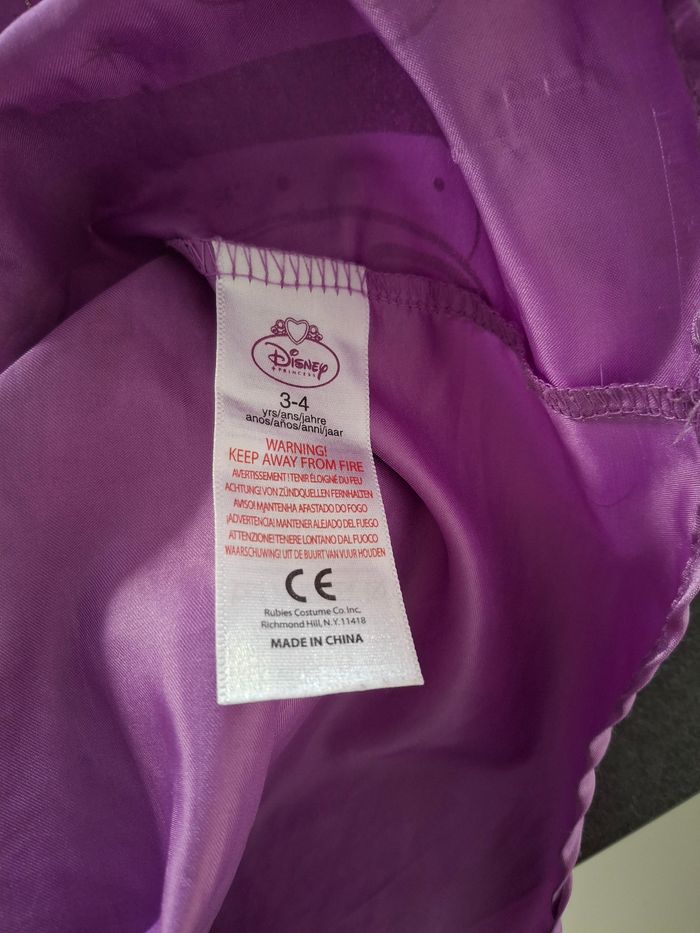 Disney
PRINCESS
3-4
yrs/ans/jahre
anos/años/anni/jaar
WARNING!
KEEP AWAY FROM FIRE
AVERTISSEMENT ! TENIR ÉLOIGNÉ DU FEU
ACHTUNG! VON ZÜNDQUELLEN FERNHALTEN
AVISO! MANTENHA AFASTADO DO FOGO
¡ADVERTENCIA! MANTENER ALEJADO DEL FUEGO
ATTENZIONE! TENERE LONTANO DAL FUOCO
WAARSCHUWING! UIT DE BUURT VAN VUUR HOUDEN
CE
Rubies Costume Co. Inc,
Richmond Hill, N.Y. 11418
MADE IN CHINA